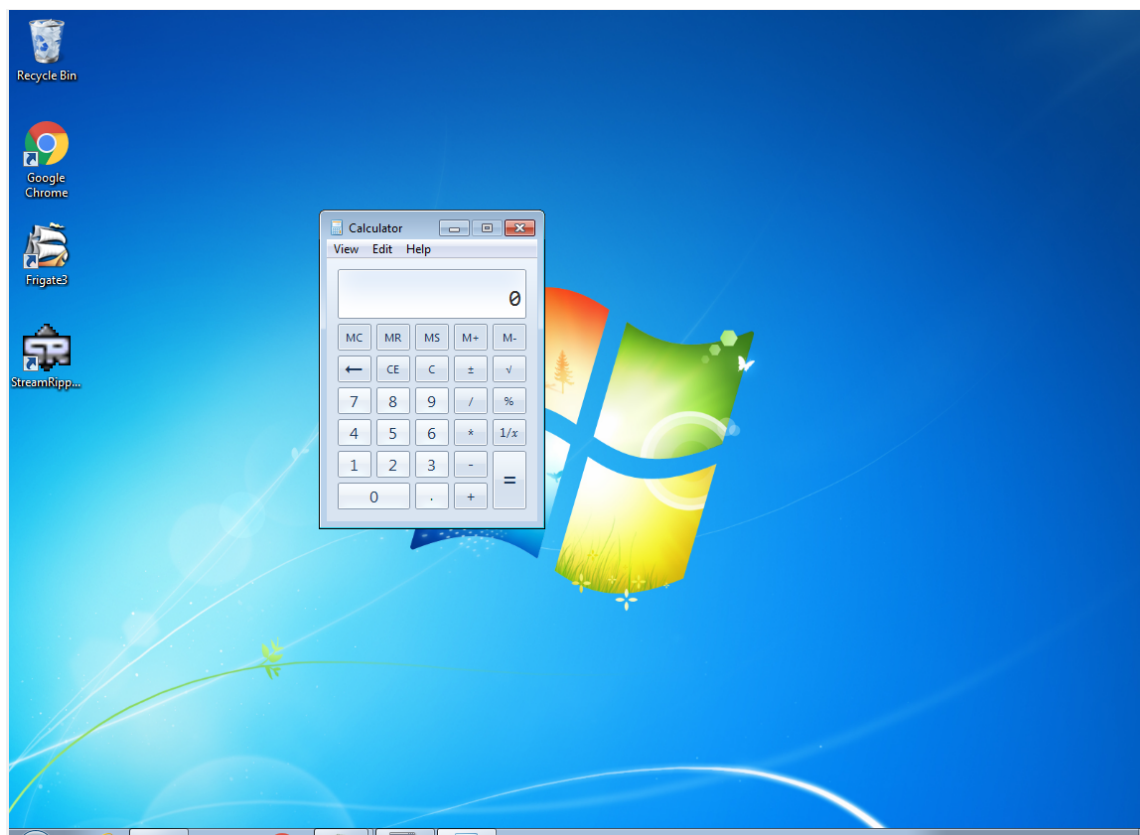 Recycle Bin
Google
Chrome
Frigate3
SR
StreamRipp...
Calculator
View Edit Help
0
MC MR MS M+ M-
← CE C ± √
7 8 9 / %
4 5 6 * 1/x
1 2 3 - =
0 . +